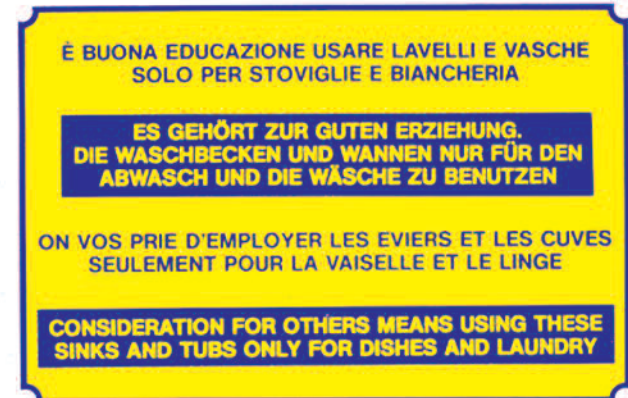 È BUONA EDUCAZIONE USARE LAVELLI E VASCHE
SOLO PER STOVIGLIE E BIANCHERIA
ES GEHÖRT ZUR GUTEN ERZIEHUNG.
DIE WASCHBECKEN UND WANNEN NUR FÜR DEN
ABWASCH UND DIE WÄSCHE ZU BENUTZEN
ON VOS PRIE D'EMPLOYER LES EVIERS ET LES CUVES
SEULEMENT POUR LA VAISELLE ET LE LINGE
CONSIDERATION FOR OTHERS MEANS USING THESE
SINKS AND TUBS ONLY FOR DISHES AND LAUNDRY